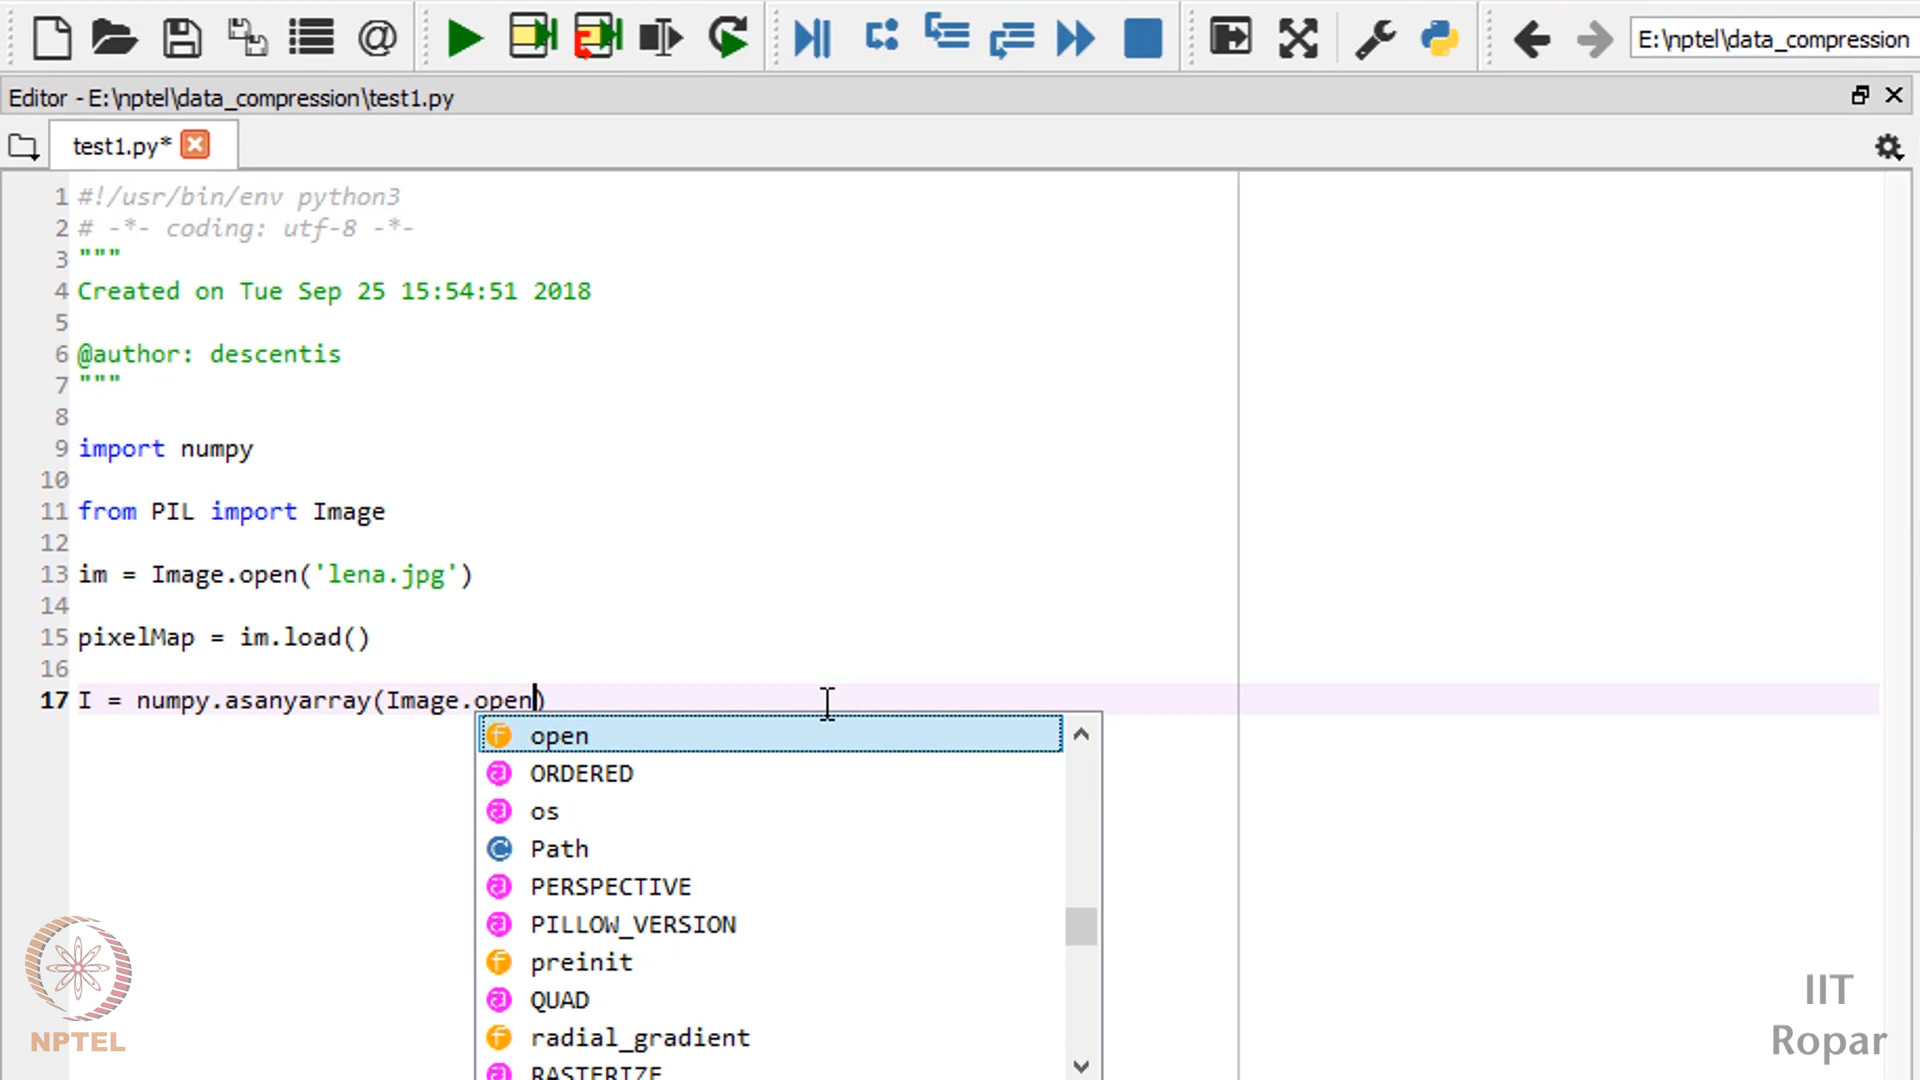 E:\nptel\data_compression
Editor - E:\nptel\data_compression\test1.py
test1.py*
1 #!/usr/bin/env python3
2 # -*- coding: utf-8 -*-
3 """
4 Created on Tue Sep 25 15:54:51 2018
5
6 @author: descentis
7 """
8
9 import numpy
10
11 from PIL import Image
12
13 im = Image.open('lena.jpg')
14
15 pixelMap = im.load()
16
17 I = numpy.asanyarray(Image.open)
open
ORDERED
os
Path
PERSPECTIVE
PILLOW_VERSION
preinit
QUAD
radial_gradient
RASTERIZE
NPTEL
IIT
Ropar